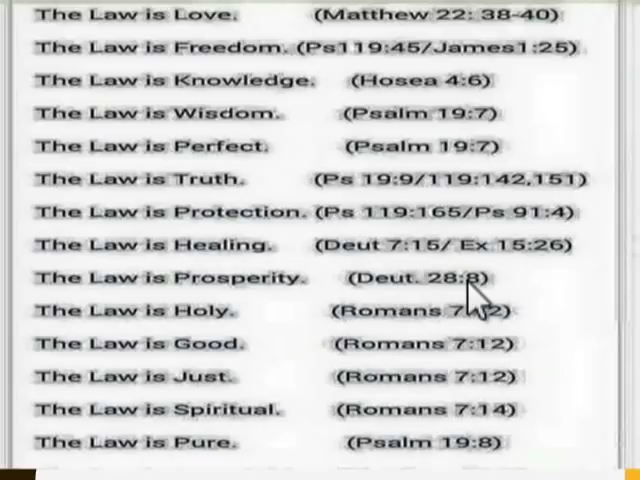 The Law is Love. (Matthew 22: 38-40)
The Law is Freedom. (Ps119:45/James1:25)
The Law is Knowledge. (Hosea 4:6)
The Law is Wisdom. (Psalm 19:7)
The Law is Perfect. (Psalm 19:7)
The Law is Truth. (Ps 19:9/119:142,151)
The Law is Protection. (Ps 119:165/Ps 91:4)
The Law is Healing. (Deut 7:15/ Ex 15:26)
The Law is Prosperity. (Deut. 28:8)
The Law is Holy. (Romans 7:12)
The Law is Good. (Romans 7:12)
The Law is Just. (Romans 7:12)
The Law is Spiritual. (Romans 7:14)
The Law is Pure. (Psalm 19:8)